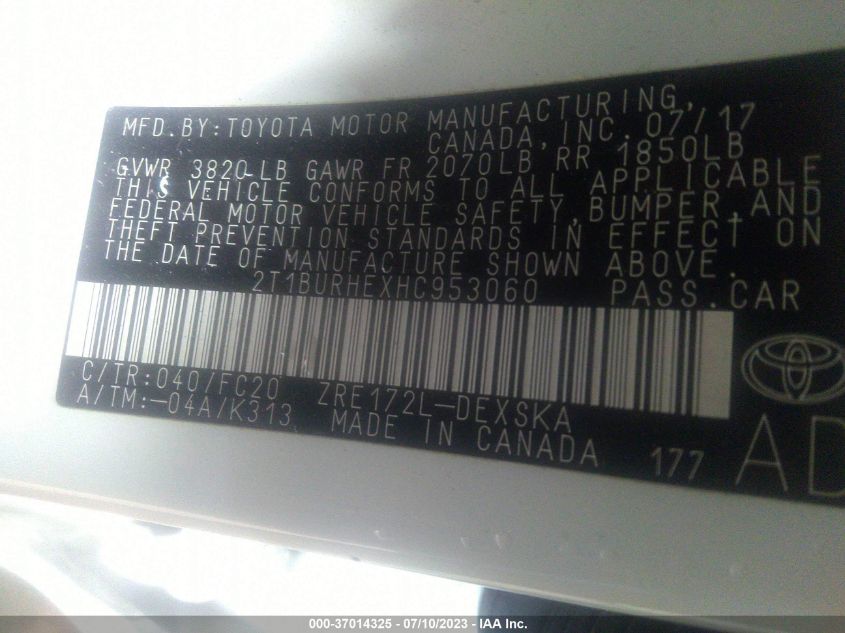 MFD.BY:TOYOTA MOTOR MANUFACTURING,
CANADA,INC. 07/17
GVWR 3820 LB GAWR FR 2070LB RR 1850LB
THIS VEHICLE CONFORMS TO ALL APPLICABLE
FEDERAL MOTOR VEHICLE SAFETY,BUMPER,AND
THEFT PREVENTION STANDARDS IN EFFECT ON
THE DATE OF MANUFACTURE SHOWN ABOVE.
2T1BURHEXHC953060 PASS.CAR
C/TR:040/FC20 ZRE172L-DEXSKA
A/TM:-04A/K313 MADE IN CANADA 177
AD
000-37014325 - 07/10/2023 - IAA Inc.